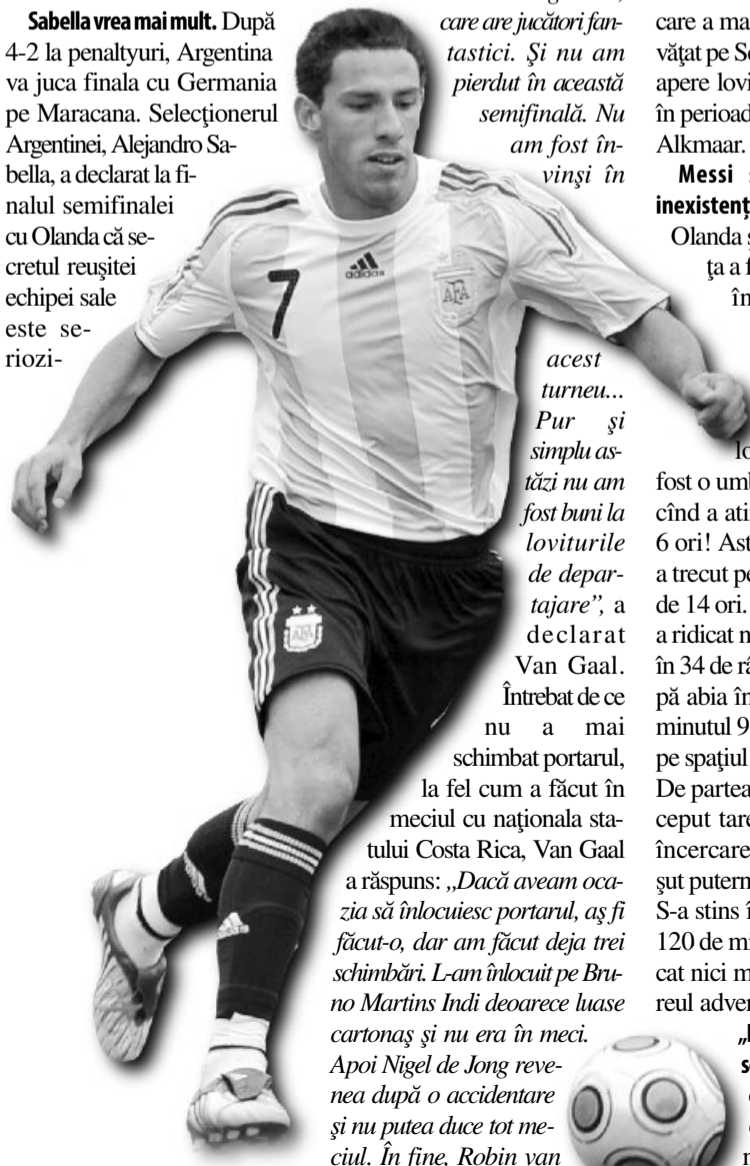 Sabella vrea mai mult. După
4-2 la penaltyuri, Argentina
va juca finala cu Germania
pe Maracana. Selecţionerul
Argentinei, Alejandro Sa-
bella, a declarat la fi-
nalul semifinalei
cu Olanda că se-
cretul reuşitei
echipei sale
este se-
riozi-
care are jucători fan-
tastici. Şi nu am
pierdut în această
semifinală. Nu
am fost în-
vinşi în
acest
turneu...
Pur şi
simplu as-
tăzi nu am
fost buni la
loviturile
de depar-
tajare”, a
declarat
Van Gaal.
Întrebat de ce
nu a mai
schimbat portarul,
la fel cum a făcut în
meciul cu naţionala sta-
tului Costa Rica, Van Gaal
a răspuns: „Dacă aveam oca-
zia să înlocuiesc portarul, aş fi
făcut-o, dar am făcut deja trei
schimbări. L-am înlocuit pe Bru-
no Martins Indi deoarece luase
cartonaş şi nu era în meci.
Apoi Nigel de Jong reve-
nea după o accidentare
şi nu putea duce tot me-
ciul. În fine, Robin van
care a ma
văţat pe S
apere lovi
în perioad
Alkmaar.
Messi
inexistenţ
Olanda ş
ţa a f
în
lo
fost o umb
cînd a ati
6 ori! Ast
a trecut pe
de 14 ori.
a ridicat m
în 34 de râ
pă abia în
minutul 9
pe spaţiul
De partea
ceput tare
încercare
şut putern
S-a stins î
120 de mi
cat nici m
reul adver
7
adidas
AFA
AFA